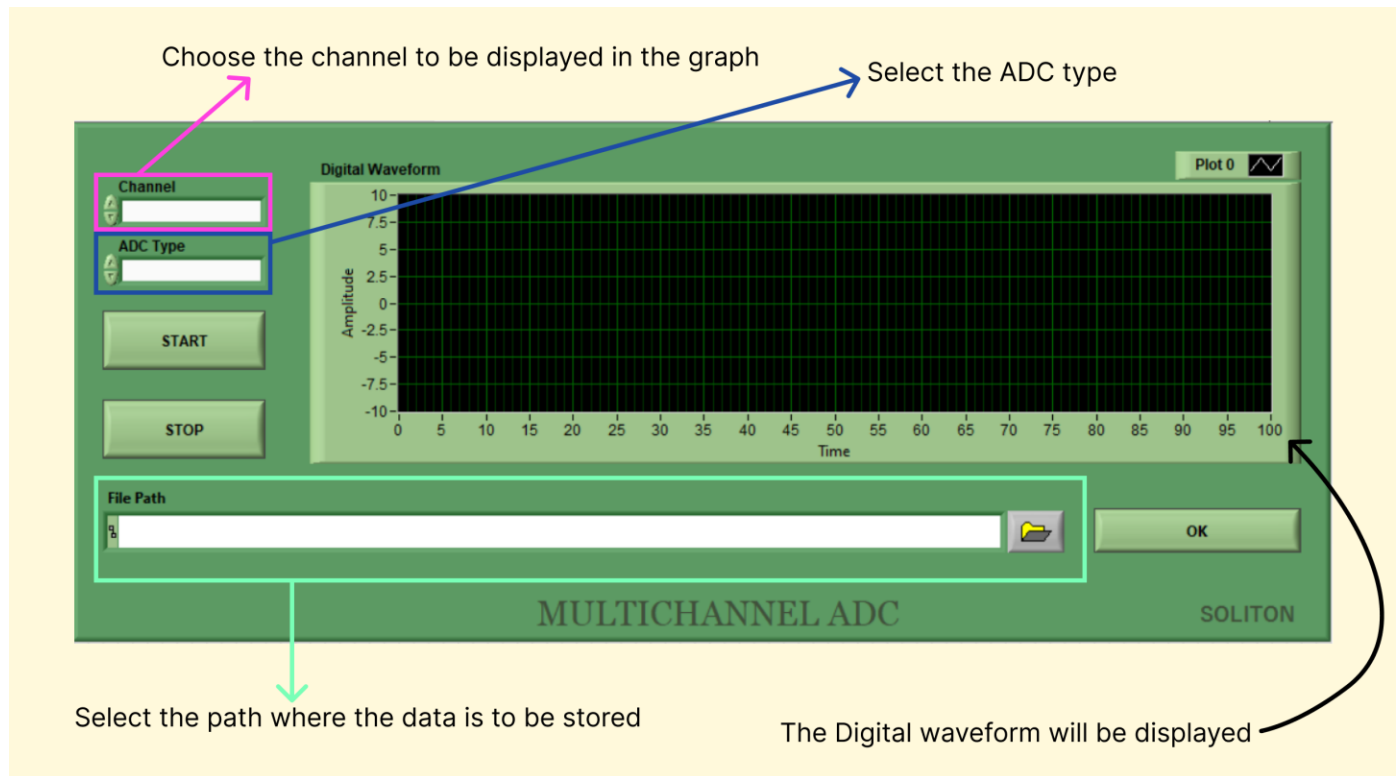 Choose the channel to be displayed in the graph
Select the ADC type
Channel
ADC Type
START
STOP
Digital Waveform
Plot 0
Amplitude
10
7.5
5
2.5
0
-2.5
-5
-7.5
-10
0 5 10 15 20 25 30 35 40 45 50 55 60 65 70 75 80 85 90 95 100
Time
File Path
OK
MULTICHANNEL ADC
SOLITON
Select the path where the data is to be stored
The Digital waveform will be displayed